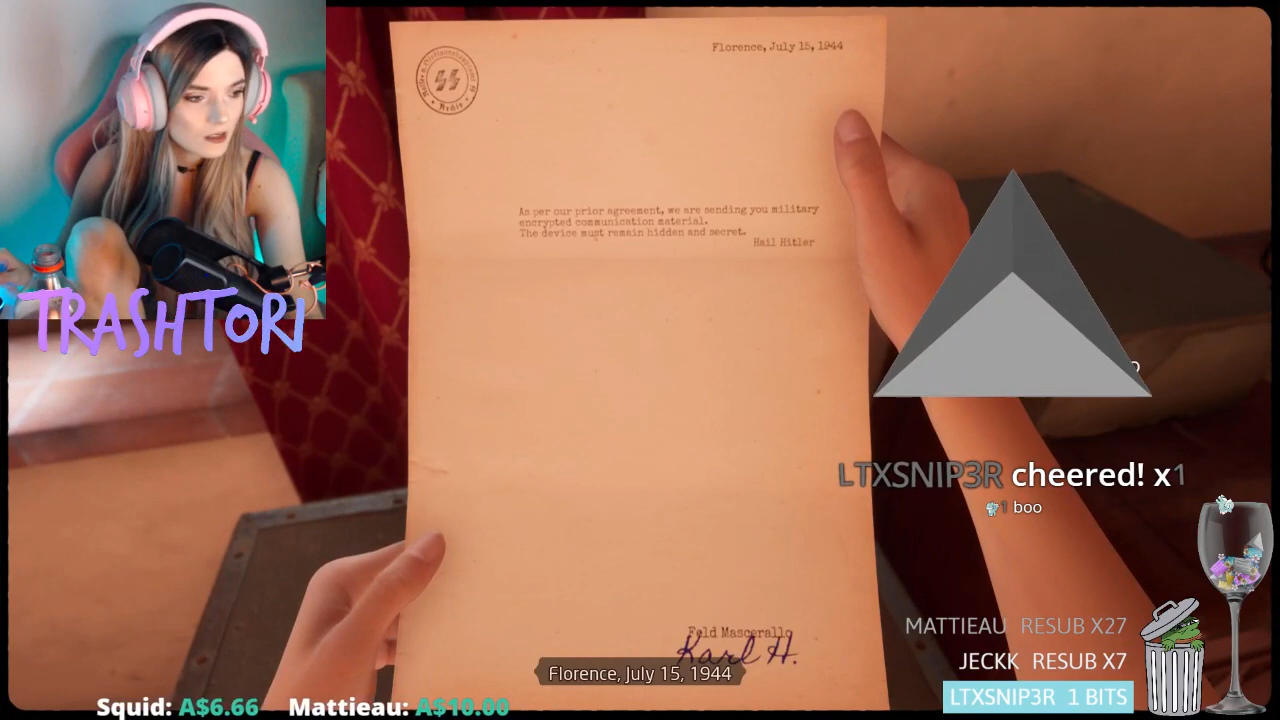 Florence, July 15, 1944
As per our prior agreement, we are sending you military
encrypted communication material.
The device must remain hidden and secret.
Hail Hitler
TRASHTORI
LTXSNIP3R cheered! x1
1 boo
Feld Mascerallo
Karl H.
Florence, July 15, 1944
MATTIEAU RESUB X27
JECKK RESUB X7
LTXSNIP3R 1 BITS
Squid: A$6.66 Mattieau: A$10.00